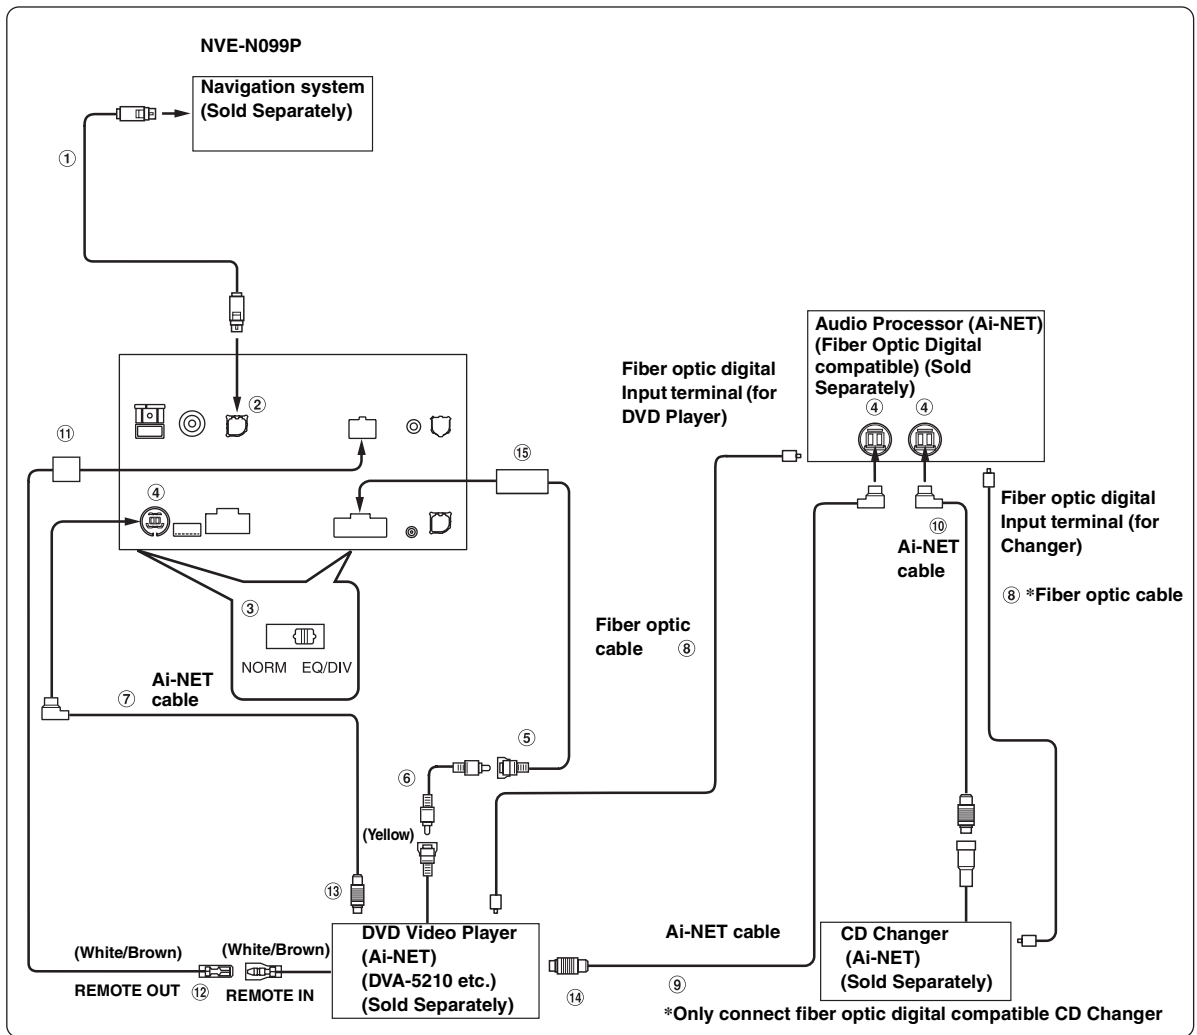 NVE-N099P
Navigation system
(Sold Separately)
①
②
Audio Processor (Ai-NET)
(Fiber Optic Digital
compatible) (Sold
Separately)
④ ④
Fiber optic digital
Input terminal (for
DVD Player)
⑪
⑮
④
Fiber optic digital
Input terminal (for
Changer)
⑩
Ai-NET
cable
⑧ *Fiber optic cable
③
NORM EQ/DIV
Fiber optic
cable ⑧
Ai-NET
cable
⑦
⑤
⑥
(Yellow)
⑬
DVD Video Player
(Ai-NET)
(DVA-5210 etc.)
(Sold Separately)
Ai-NET cable
CD Changer
(Ai-NET)
(Sold Separately)
(White/Brown)
(White/Brown)
REMOTE OUT
⑫
REMOTE IN
⑭
⑨
*Only connect fiber optic digital compatible CD Changer